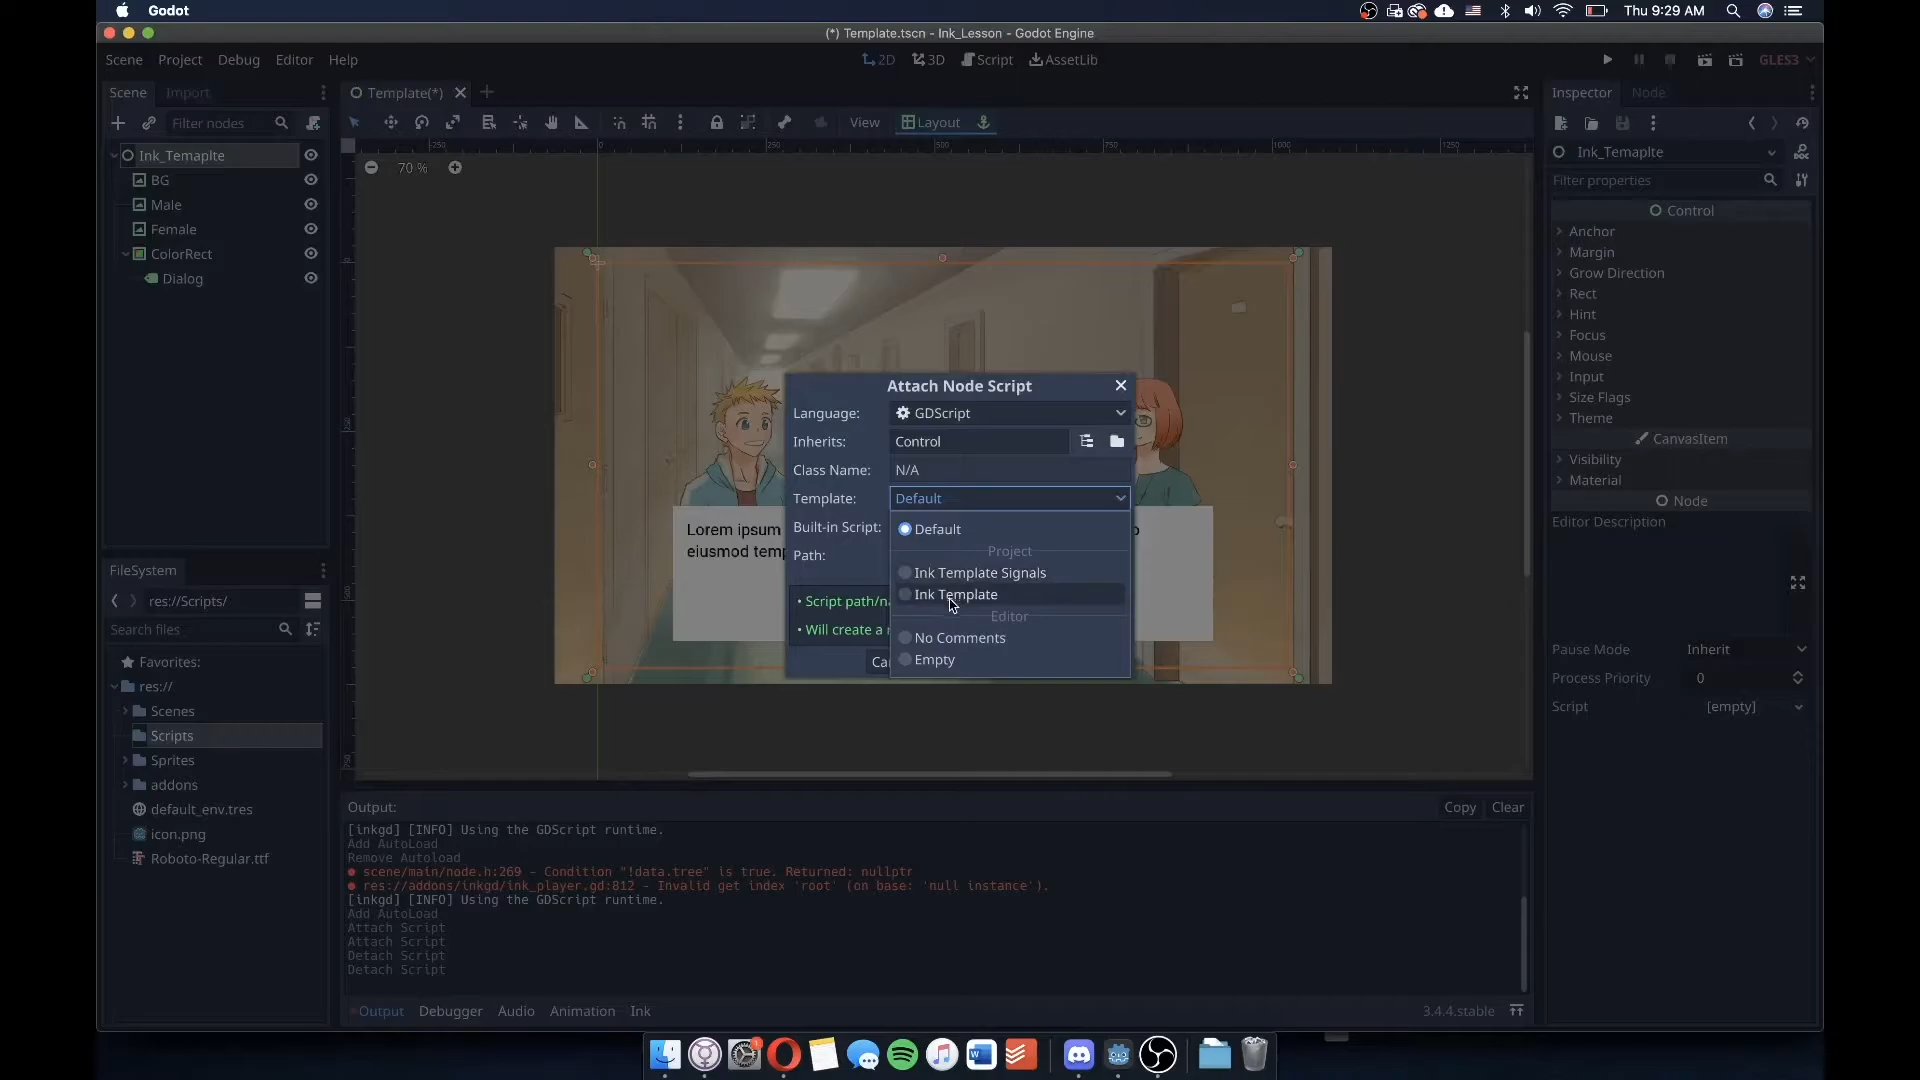 Godot
Thu 9:29 AM
(*) Template.tscn - Ink_Lesson - Godot Engine
Scene Project Debug Editor Help
2D 3D Script AssetLib
GLES3
Scene Import
Template(*)
Inspector Node
Filter nodes
View Layout
Ink_Temaplte
BG
Male
Female
ColorRect
Dialog
-250 0 250 500 750 1000 1250
70 %
Ink_Temaplte
Filter properties
Control
Anchor
Margin
Grow Direction
Rect
Hint
Focus
Mouse
Input
Size Flags
Theme
CanvasItem
Visibility
Material
Node
Editor Description
Pause Mode Inherit
Process Priority 0
Script [empty]
Attach Node Script
Language: GDScript
Inherits: Control
Class Name: N/A
Template: Default
Built-in Script:
Path:
Default
Project
Ink Template Signals
Ink Template
Editor
No Comments
Empty
• Script path/na
• Will create a
Ca
Lorem ipsum
eiusmod temp
FileSystem
res://Scripts/
Search files
Favorites:
res://
Scenes
Scripts
Sprites
addons
default_env.tres
icon.png
Roboto-Regular.ttf
Output:
Copy Clear
[inkgd] [INFO] Using the GDScript runtime.
Add AutoLoad
Remove Autoload
scene/main/node.h:269 - Condition "!data.tree" is true. Returned: nullptr
res://addons/inkgd/ink_player.gd:812 - Invalid get index 'root' (on base: 'null instance').
[inkgd] [INFO] Using the GDScript runtime.
Add AutoLoad
Attach Script
Attach Script
Detach Script
Detach Script
Output Debugger Audio Animation Ink
3.4.4.stable